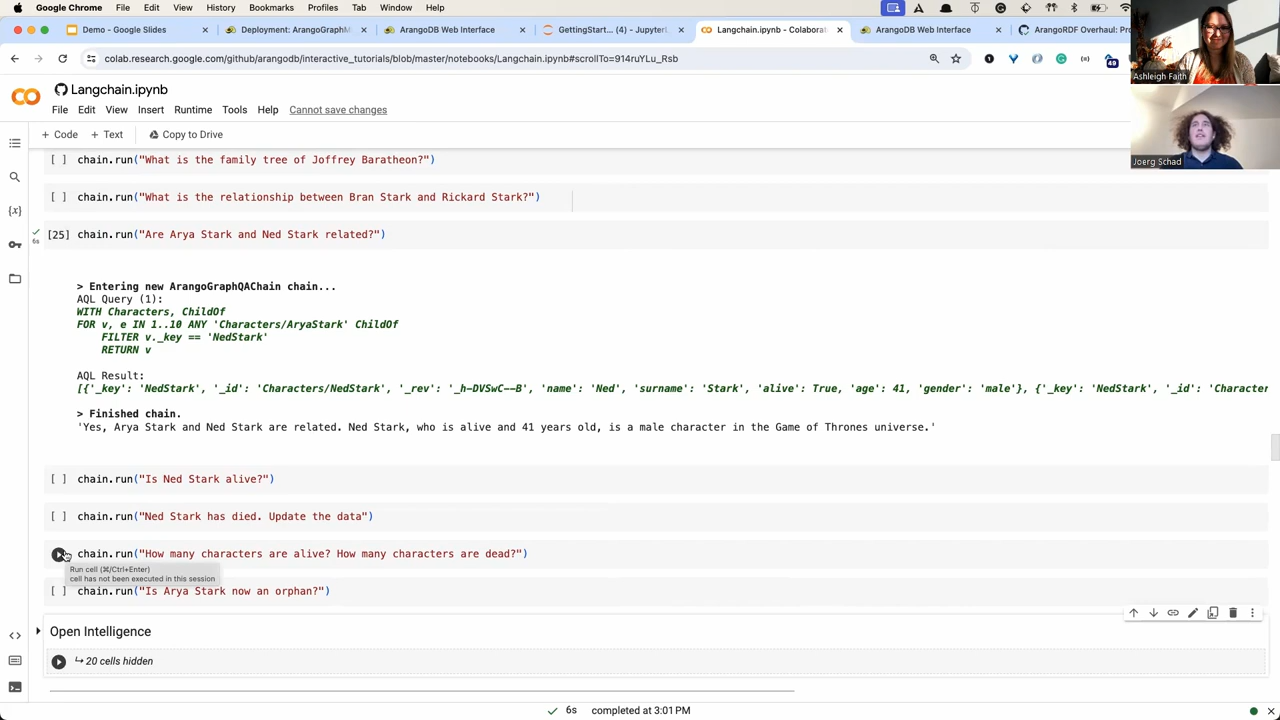 Chrome File Edit View History Bookmarks Profiles Tab Window Help
Demo - Google Slides
Deployment: ArangoGraphM
ArangoDB Web Interface
GettingStart... (4) - JupyterL
Langchain.ipynb - Colaborat
ArangoDB Web Interface
ArangoRDF Overhaul: Pr
colab.research.google.com/github/arangodb/interactive_tutorials/blob/master/notebooks/Langchain.ipynb#scrollTo=914ruYLu_Rsb
49
Ashleigh Faith
Langchain.ipynb
File Edit View Insert Runtime Tools Help Cannot save changes
+ Code + Text Copy to Drive
Joerg Schad
[ ] chain.run("What is the family tree of Joffrey Baratheon?")
[ ] chain.run("What is the relationship between Bran Stark and Rickard Stark?")
6s
[25] chain.run("Are Arya Stark and Ned Stark related?")
> Entering new ArangoGraphQAChain chain...
AQL Query (1):
WITH Characters, ChildOf
FOR v, e IN 1..10 ANY 'Characters/AryaStark' ChildOf
FILTER v._key == 'NedStark'
RETURN v
AQL Result:
[{'_key': 'NedStark', '_id': 'Characters/NedStark', '_rev': '_h-DVSwC--B', 'name': 'Ned', 'surname': 'Stark', 'alive': True, 'age': 41, 'gender': 'male'}, {'_key': 'NedStark', '_id': 'Character
> Finished chain.
'Yes, Arya Stark and Ned Stark are related. Ned Stark, who is alive and 41 years old, is a male character in the Game of Thrones universe.'
[ ] chain.run("Is Ned Stark alive?")
[ ] chain.run("Ned Stark has died. Update the data")
chain.run("How many characters are alive? How many characters are dead?")
Run cell (⌘/Ctrl+Enter)
cell has not been executed in this session
[ ] chain.run("Is Arya Stark now an orphan?")
Open Intelligence
↳ 20 cells hidden
6s completed at 3:01 PM